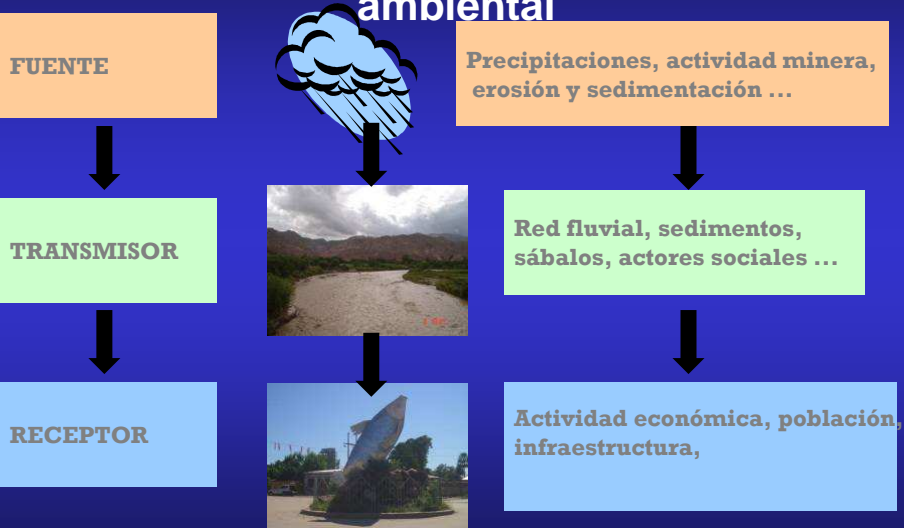 ambiental
FUENTE
Precipitaciones, actividad minera,
erosión y sedimentación ...
TRANSMISOR
Red fluvial, sedimentos,
sábalos, actores sociales ...
RECEPTOR
Actividad económica, población,
infraestructura,